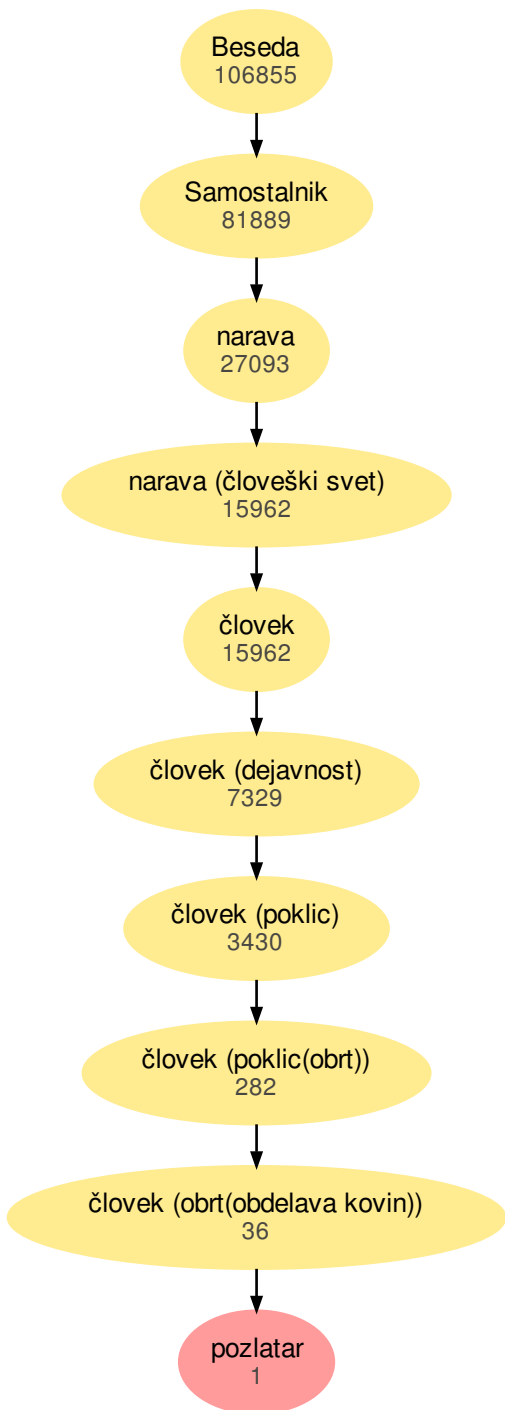 Beseda
106855
Samostalnik
81889
narava
27093
narava (človeški svet)
15962
človek
15962
človek (dejavnost)
7329
človek (poklic)
3430
človek (poklic(obrt))
282
človek (obrt(obdelava kovin))
36
pozlatar
1